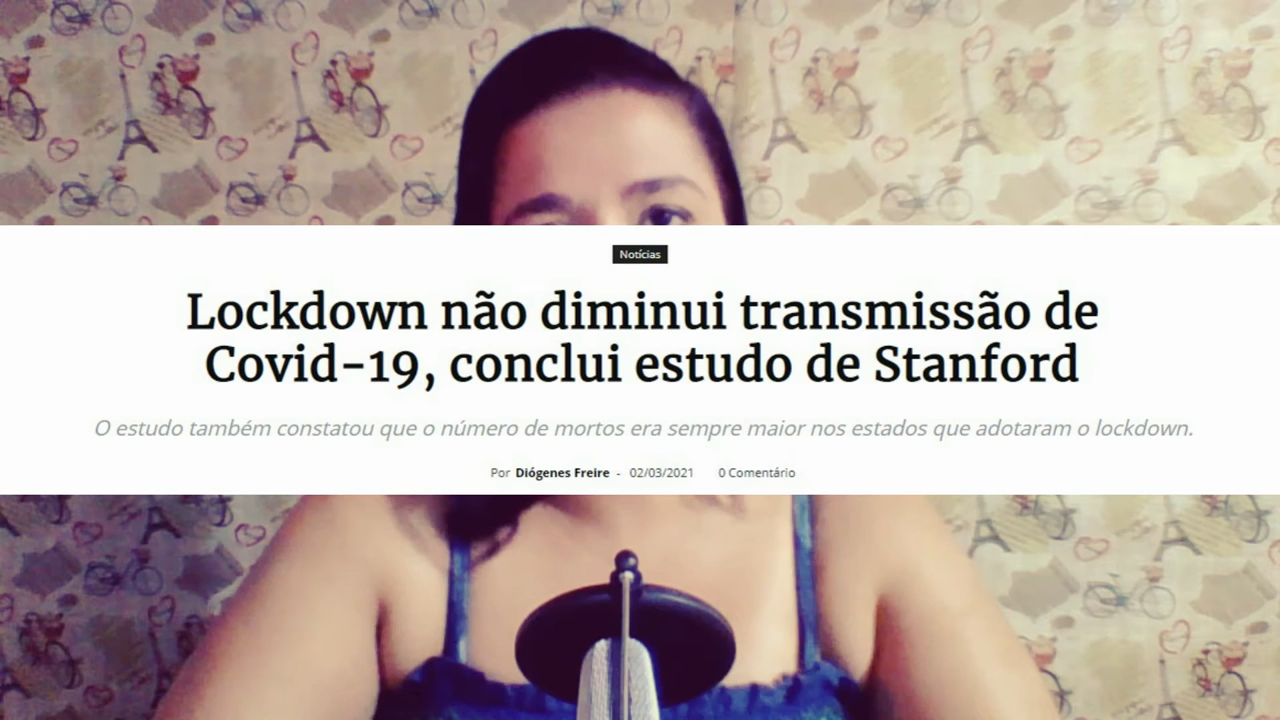 Notícias
Lockdown não diminui transmissão de
Covid-19, conclui estudo de Stanford
O estudo também constatou que o número de mortos era sempre maior nos estados que adotaram o lockdown.
Por Diógenes Freire - 02/03/2021 0 Comentário